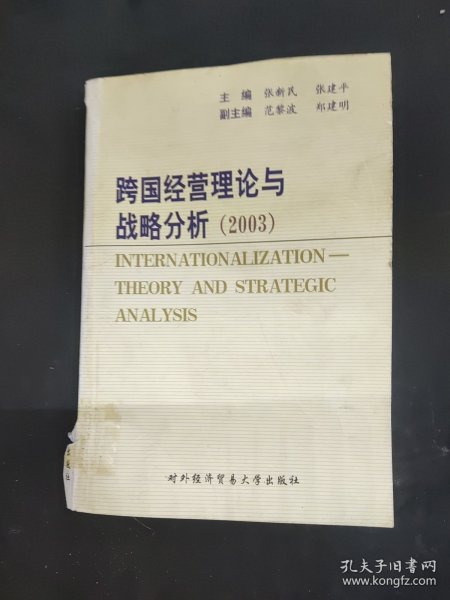 主 编 张新民 张建平
副主编 范黎波 郑建明
跨国经营理论与
战略分析(2003)
INTERNATIONALIZATION—
THEORY AND STRATEGIC
ANALYSIS
对外经济贸易大学出版社
孔夫子旧书网
www.kongfz.com